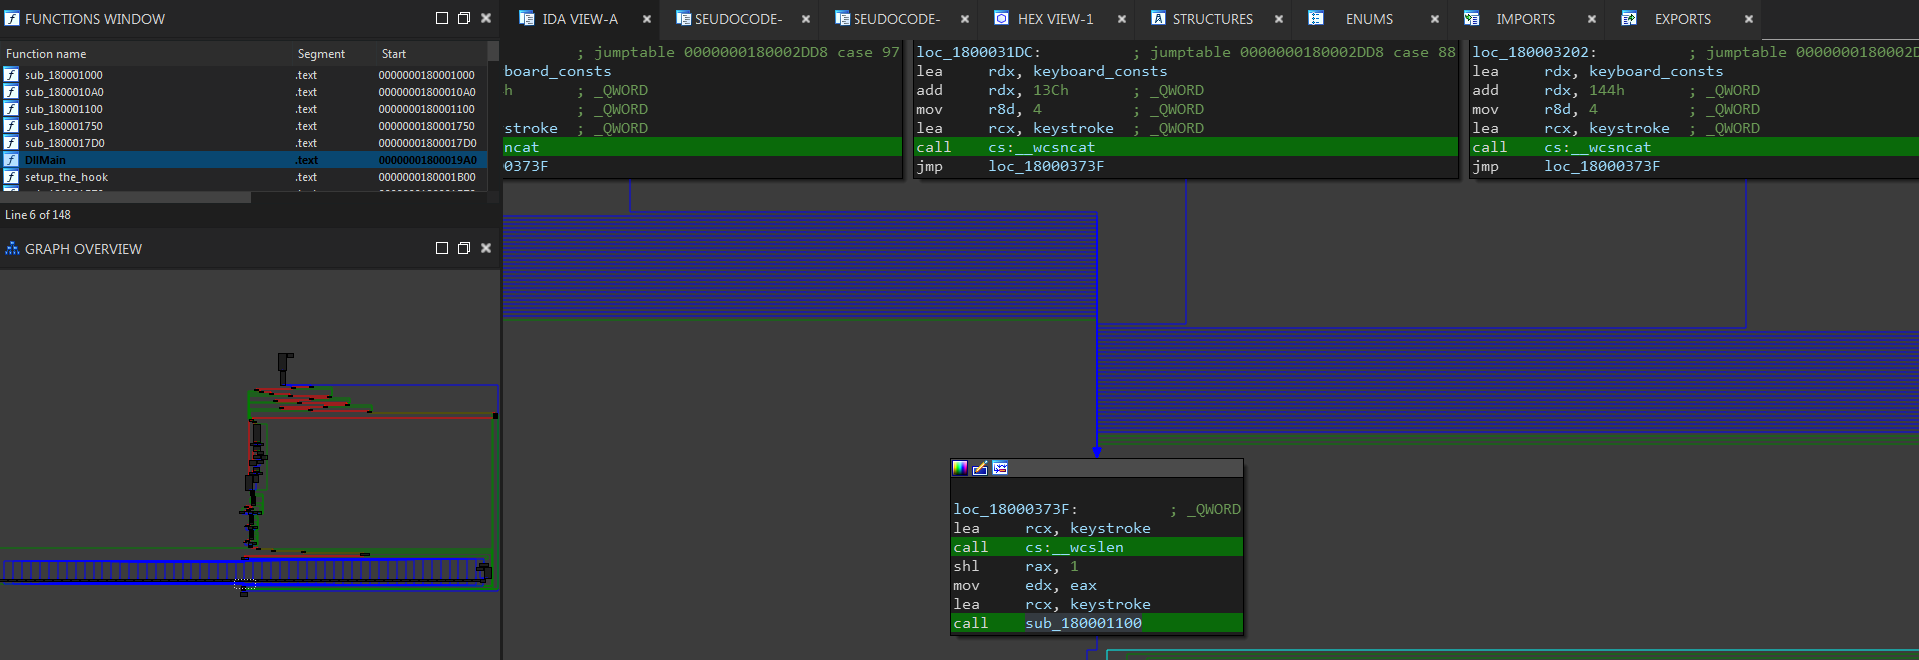 FUNCTIONS WINDOW
Function name Segment Start
sub_180001000 .text 0000000180001000
sub_1800010A0 .text 00000001800010A0
sub_180001100 .text 0000000180001100
sub_180001750 .text 0000000180001750
sub_1800017D0 .text 00000001800017D0
DllMain .text 00000001800019A0
setup_the_hook .text 0000000180001B00
Line 6 of 148
GRAPH OVERVIEW
IDA VIEW-A SEUDOCODE- SEUDOCODE- HEX VIEW-1 STRUCTURES ENUMS IMPORTS EXPORTS
; jumptable 0000000180002DD8 case 97
board_consts
h ; _QWORD
; _QWORD
stroke ; _QWORD
ncat
0373F
loc_1800031DC: ; jumptable 0000000180002DD8 case 88
lea rdx, keyboard_consts
add rdx, 13Ch ; _QWORD
mov r8d, 4 ; _QWORD
lea rcx, keystroke ; _QWORD
call cs:__wcsncat
jmp loc_18000373F
loc_180003202: ; jumptable 0000000180002D
lea rdx, keyboard_consts
add rdx, 144h ; _QWORD
mov r8d, 4 ; _QWORD
lea rcx, keystroke ; _QWORD
call cs:__wcsncat
jmp loc_18000373F
loc_18000373F: ; _QWORD
lea rcx, keystroke
call cs:__wcslen
shl rax, 1
mov edx, eax
lea rcx, keystroke
call sub_180001100